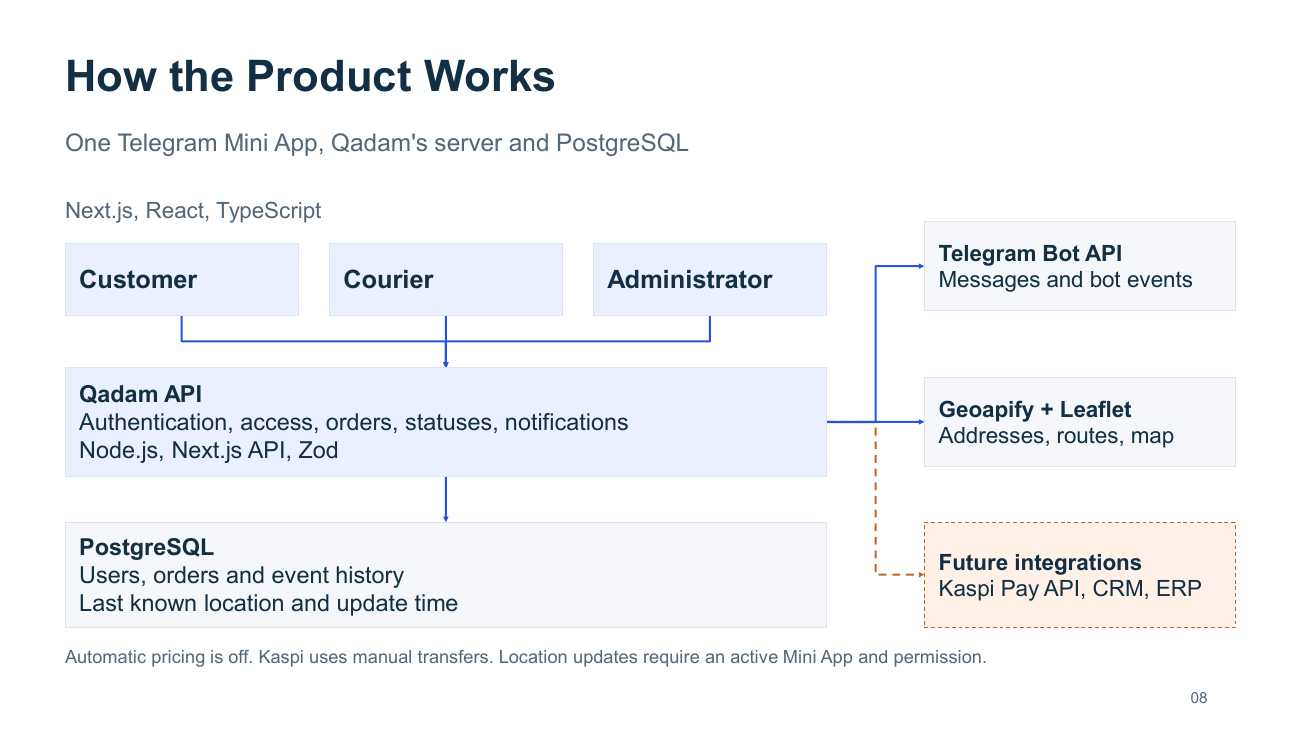 How the Product Works
One Telegram Mini App, Qadam's server and PostgreSQL
Next.js, React, TypeScript
Customer
Courier
Administrator
Qadam API
Authentication, access, orders, statuses, notifications
Node.js, Next.js API, Zod
PostgreSQL
Users, orders and event history
Last known location and update time
Telegram Bot API
Messages and bot events
Geoapify + Leaflet
Addresses, routes, map
Future integrations
Kaspi Pay API, CRM, ERP
Automatic pricing is off. Kaspi uses manual transfers. Location updates require an active Mini App and permission.
08